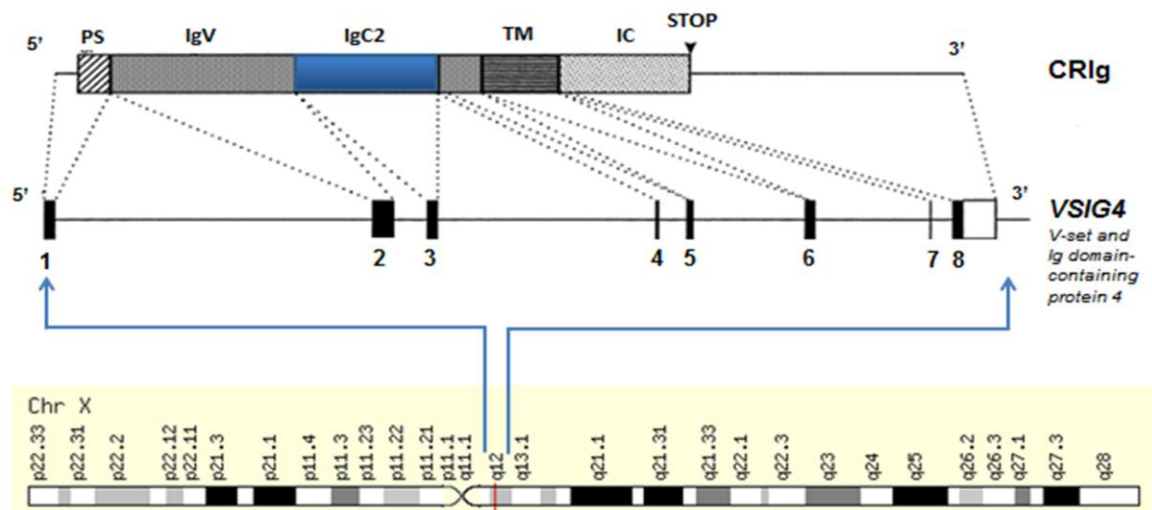 5’ PS IgV IgC2 TM IC STOP 3’
CRIg
5’ 3’
VSIG4
V-set and
Ig domain-
containing
protein 4
1 2 3 4 5 6 7 8
Chr X
p22.33 p22.31 p22.2 p22.12 p22.11 p21.3 p21.1 p11.4 p11.3 p11.23 p11.22 p11.21 p11.1 q11.1 q12 q13.1 q21.1 q21.31 q21.33 q22.1 q22.3 q23 q24 q25 q26.2 q26.3 q27.1 q27.3 q28